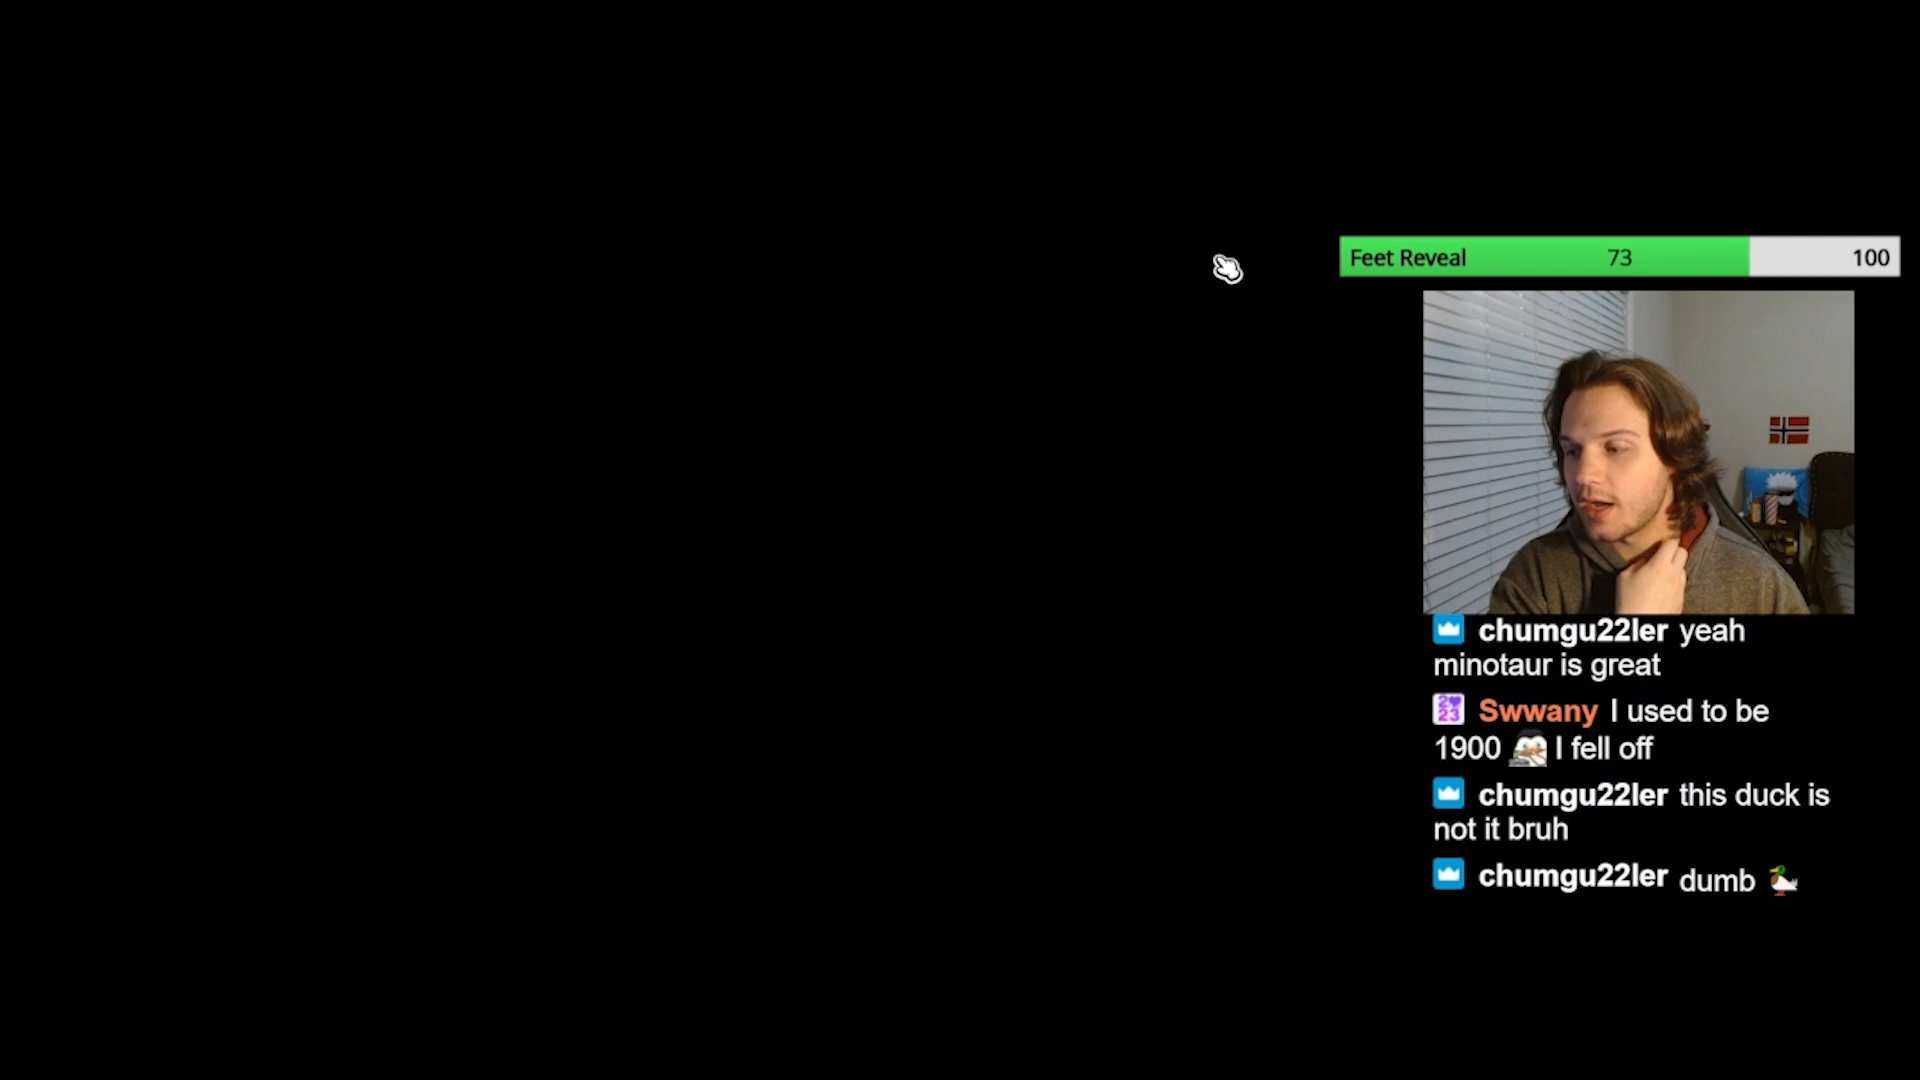 Feet Reveal 73 100
chumgu22ler yeah
minotaur is great
Swwany I used to be
1900 I fell off
chumgu22ler this duck is
not it bruh
chumgu22ler dumb